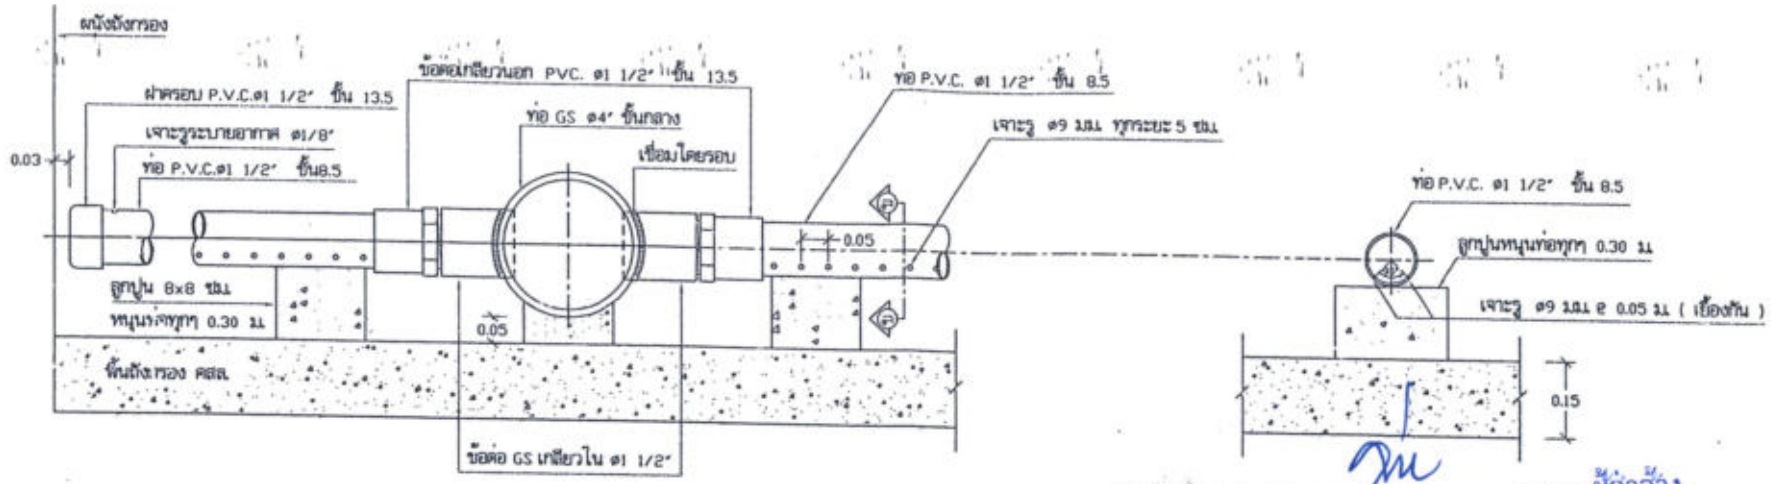 ผนังถังกรอง
ข้อต่อเกลียวนอก PVC. ø1 1/2" ชั้น 13.5
ท่อ P.V.C. ø1 1/2" ชั้น 8.5
ฝาครอบ P.V.C.ø1 1/2" ชั้น 13.5
ท่อ GS ø4" ชั้นกลาง
เจาะรู ø9 มม. ทุกระยะ 5 ซม.
เจาะรูระบายอากาศ ø1/8"
เชื่อมโดยรอบ
0.03
ท่อ P.V.C.ø1 1/2" ชั้น8.5
ท่อ P.V.C. ø1 1/2" ชั้น 8.5
0.05
ลูกปูนหนุนท่อทุกๆ 0.30 ม.
ลูกปูน 8x8 ซม.
หนุนท่อทุกๆ 0.30 ม.
0.05
เจาะรู ø9 มม. @ 0.05 ม. ( เยื้องกัน )
พื้นถังกรอง คสล.
0.15
ข้อต่อ GS เกลียวใน ø1 1/2"